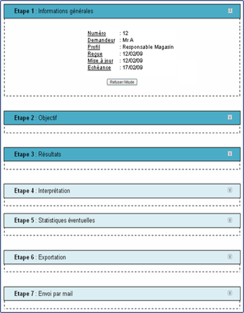 Etape 1 : Informations générales
Numéro : 12
Demandeur : Mr A
Profil : Responsable Magasin
Reçue : 12/02/09
Mise à jour : 12/02/09
Echéance : 17/02/09
Etape 2 : Objectif
Etape 3 : Résultats
Etape 4 : Interprétation
Etape 5 : Statistiques éventuelles
Etape 6 : Exportation
Etape 7 : Envoi par mail